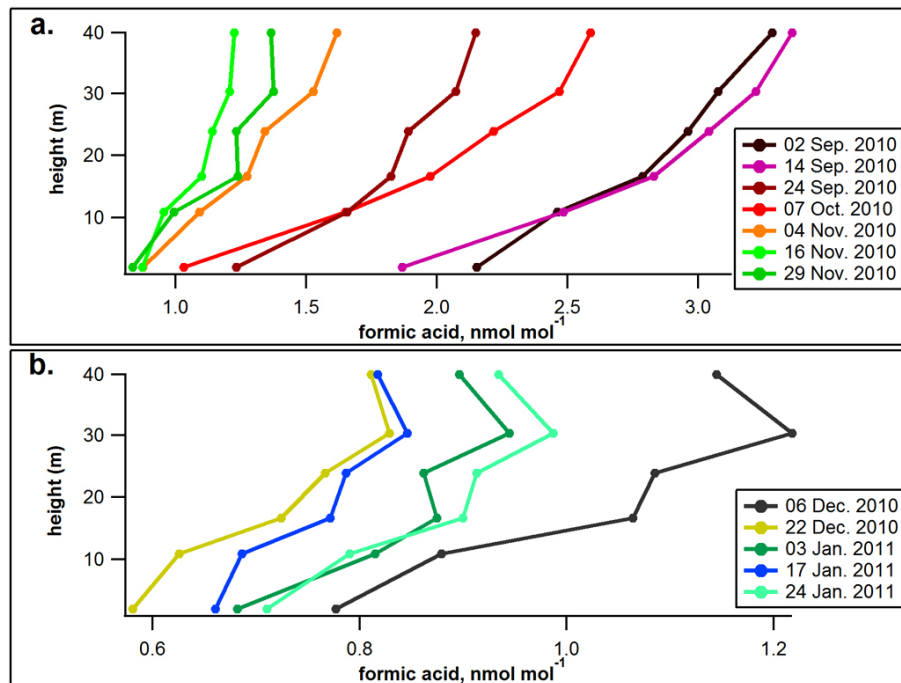 a.
40
30
20
10
height (m)
1.0
1.5
2.0
2.5
3.0
formic acid, nmol mol⁻¹
02 Sep. 2010
14 Sep. 2010
24 Sep. 2010
07 Oct. 2010
04 Nov. 2010
16 Nov. 2010
29 Nov. 2010
b.
40
30
20
10
height (m)
0.6
0.8
1.0
1.2
formic acid, nmol mol⁻¹
06 Dec. 2010
22 Dec. 2010
03 Jan. 2011
17 Jan. 2011
24 Jan. 2011